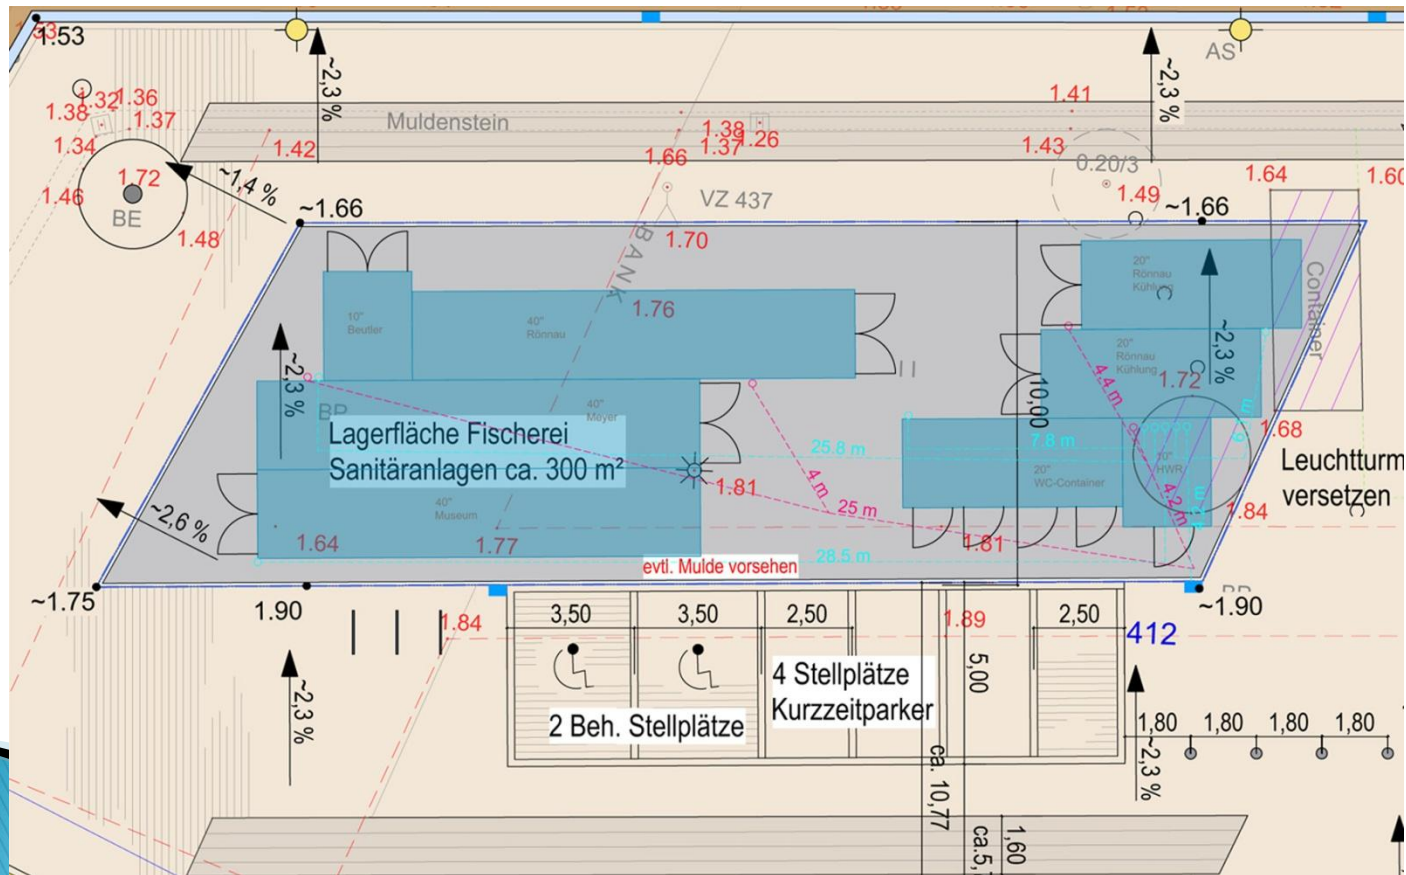 1.53
1.53
AS
~2,3 %
~2,3 %
1.38
1.32
1.36
1.37
1.34
1.42
Muldenstein
1.38
1.37
1.26
1.66
1.41
1.43
0.20/3
1.49
1.64
1.60
1.46
1.72
BE
1.48
~1,4 %
~1.66
VZ 437
1.70
BANK
~1.66
10"
Beutler
40"
Rönnau
1.76
20"
Rönnau
Kühlung
20"
Rönnau
Kühlung
Container
~2,3 %
~2,3 %
1.72
4.4 m
10,00
40"
Meyer
Lagerfläche Fischerei
Sanitäranlagen ca. 300 m²
25.8 m
7.8 m
1.68
Leuchtturm
versetzen
40"
Museum
1.81
4 m
25 m
20"
WC-Container
10"
HWR
4.2 m
1.84
~2,6 %
1.64
1.77
1.81
28.5 m
evtl. Mulde vorsehen
~1.75
1.90
~1.90
1.84
3,50
3,50
2,50
1.89
2,50
412
5,00
4 Stellplätze
Kurzzeitparker
2 Beh. Stellplätze
~2,3 %
1,80
1,80
1,80
1,80
~2,3 %
ca. 10,77
ca.5,
1,60